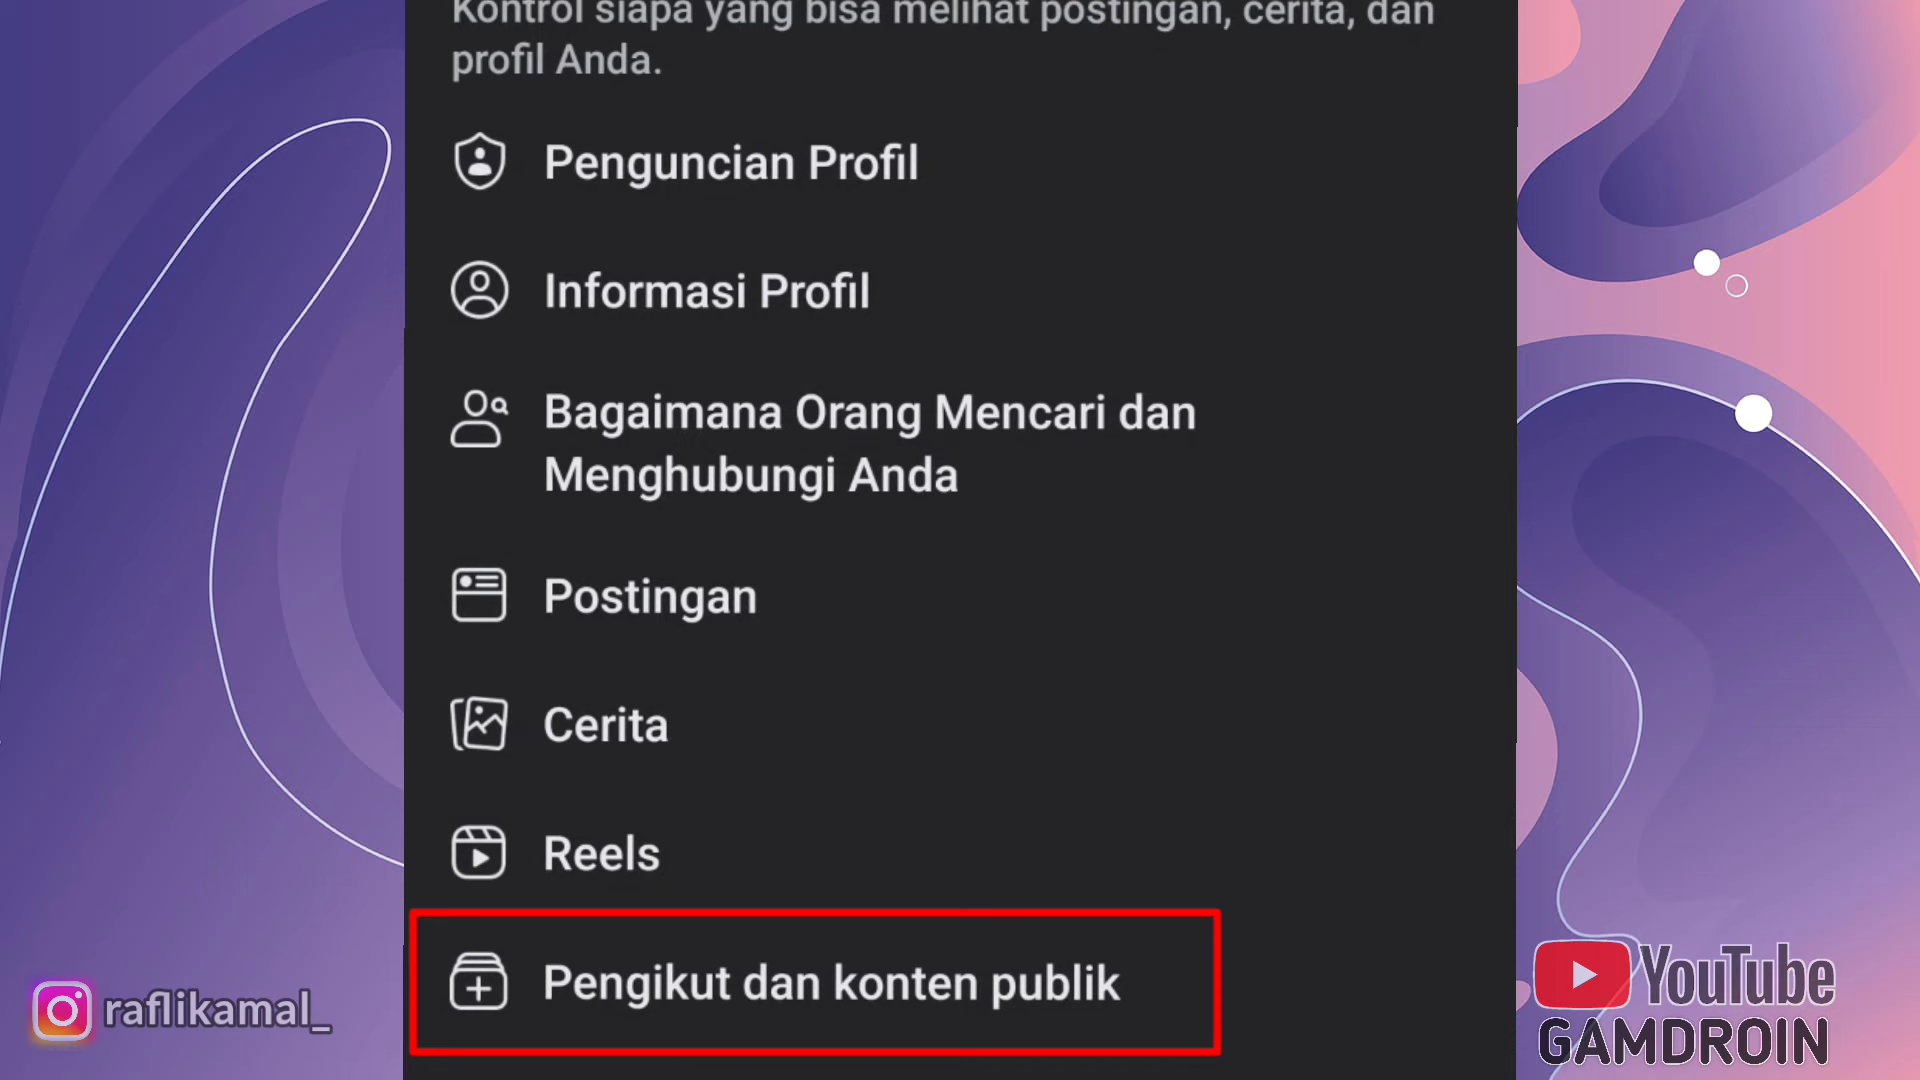 Kontrol siapa yang bisa melihat postingan, cerita, dan
profil Anda.
Penguncian Profil
Informasi Profil
Bagaimana Orang Mencari dan
Menghubungi Anda
Postingan
Cerita
Reels
Pengikut dan konten publik
raflikamal_
YouTube
GAMDROIN